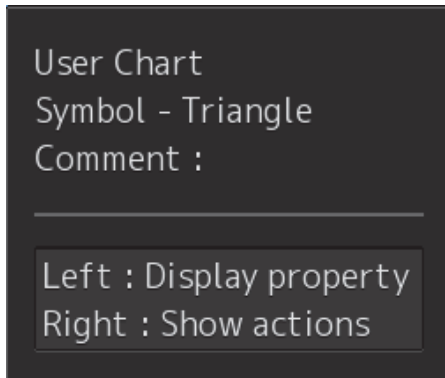 User Chart
Symbol - Triangle
Comment :
Left : Display property
Right : Show actions